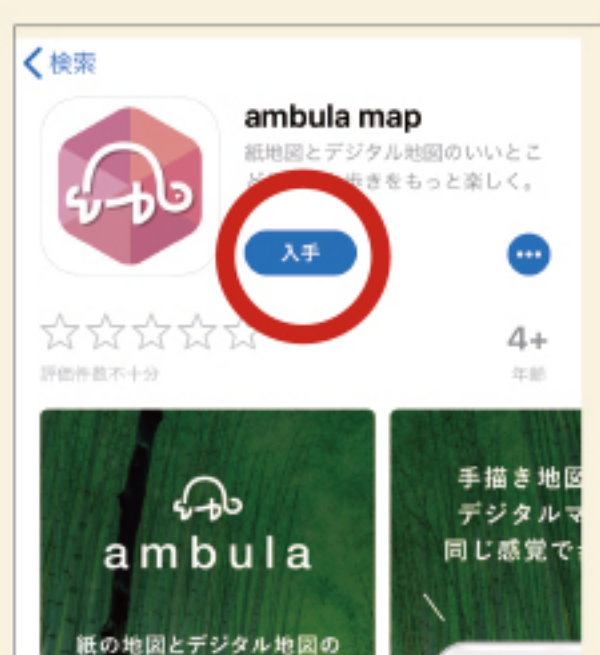 検索
ambula map
紙地図とデジタル地図のいいとこ
歩きをもっと楽しく。
入手
4+
評価件数不十分
年齢
ambula
紙の地図とデジタル地図の
手描き地図
デジタルマ
同じ感覚で